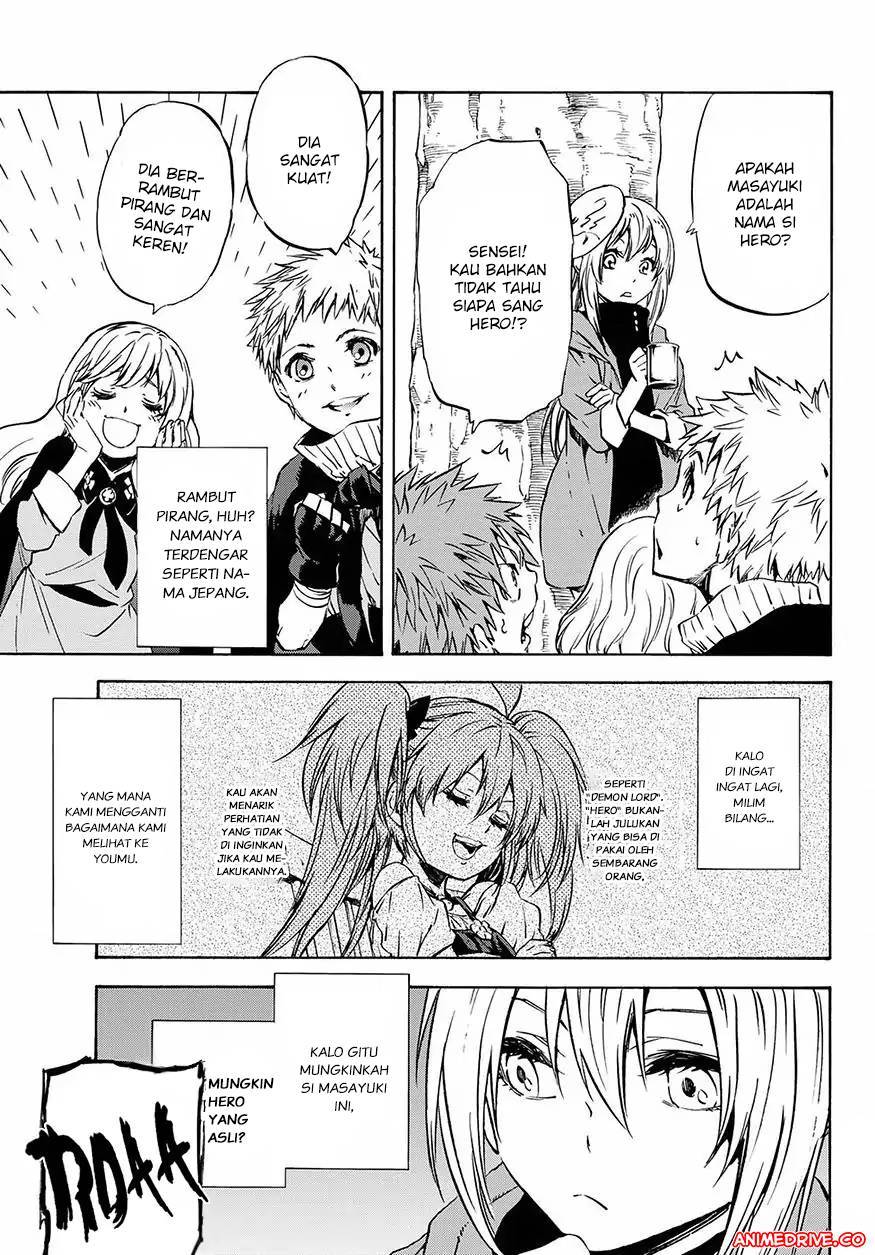 APAKAH
MASAYUKI
ADALAH
NAMA SI
HERO?
SENSEI!
KAU BAHKAN
TIDAK TAHU
SIAPA SANG
HERO!?
DIA
SANGAT
KUAT!
DIA BER-
RAMBUT
PIRANG DAN
SANGAT
KEREN!
RAMBUT
PIRANG, HUH?
NAMANYA
TERDENGAR
SEPERTI NA-
MA JEPANG.
KALO
DI INGAT
INGAT LAGI,
MILIM
BILANG...
SEPERTI
"DEMON LORD".
"HERO" BUKAN-
LAH JULUKAN
YANG BISA DI
PAKAI OLEH
SEMBARANG
ORANG.
KAU AKAN
MENARIK
PERHATIAN
YANG TIDAK
DI INGINKAN
JIKA KAU ME-
LAKUKANNYA.
YANG MANA
KAMI MENGGANTI
BAGAIMANA KAMI
MELIHAT KE
YOUMU.
KALO GITU
MUNGKINKAH
SI MASAYUKI
INI,
MUNGKIN
HERO
YANG
ASLI?
ANIMEDRIVE.CO